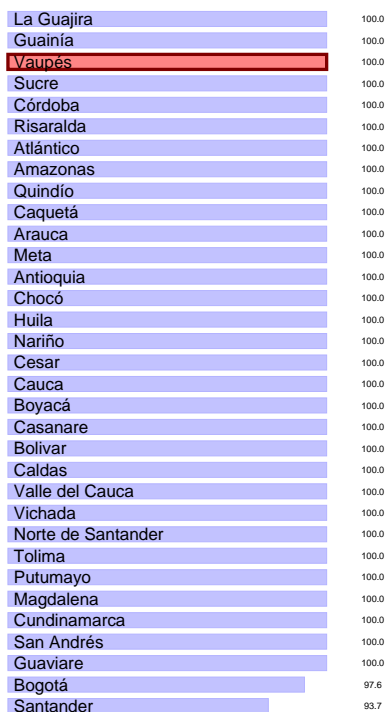 La Guajira 100.0
Guainía 100.0
Vaupés 100.0
Sucre 100.0
Córdoba 100.0
Risaralda 100.0
Atlántico 100.0
Amazonas 100.0
Quindío 100.0
Caquetá 100.0
Arauca 100.0
Meta 100.0
Antioquia 100.0
Chocó 100.0
Huila 100.0
Nariño 100.0
Cesar 100.0
Cauca 100.0
Boyacá 100.0
Casanare 100.0
Bolivar 100.0
Caldas 100.0
Valle del Cauca 100.0
Vichada 100.0
Norte de Santander 100.0
Tolima 100.0
Putumayo 100.0
Magdalena 100.0
Cundinamarca 100.0
San Andrés 100.0
Guaviare 100.0
Bogotá 97.6
Santander 93.7